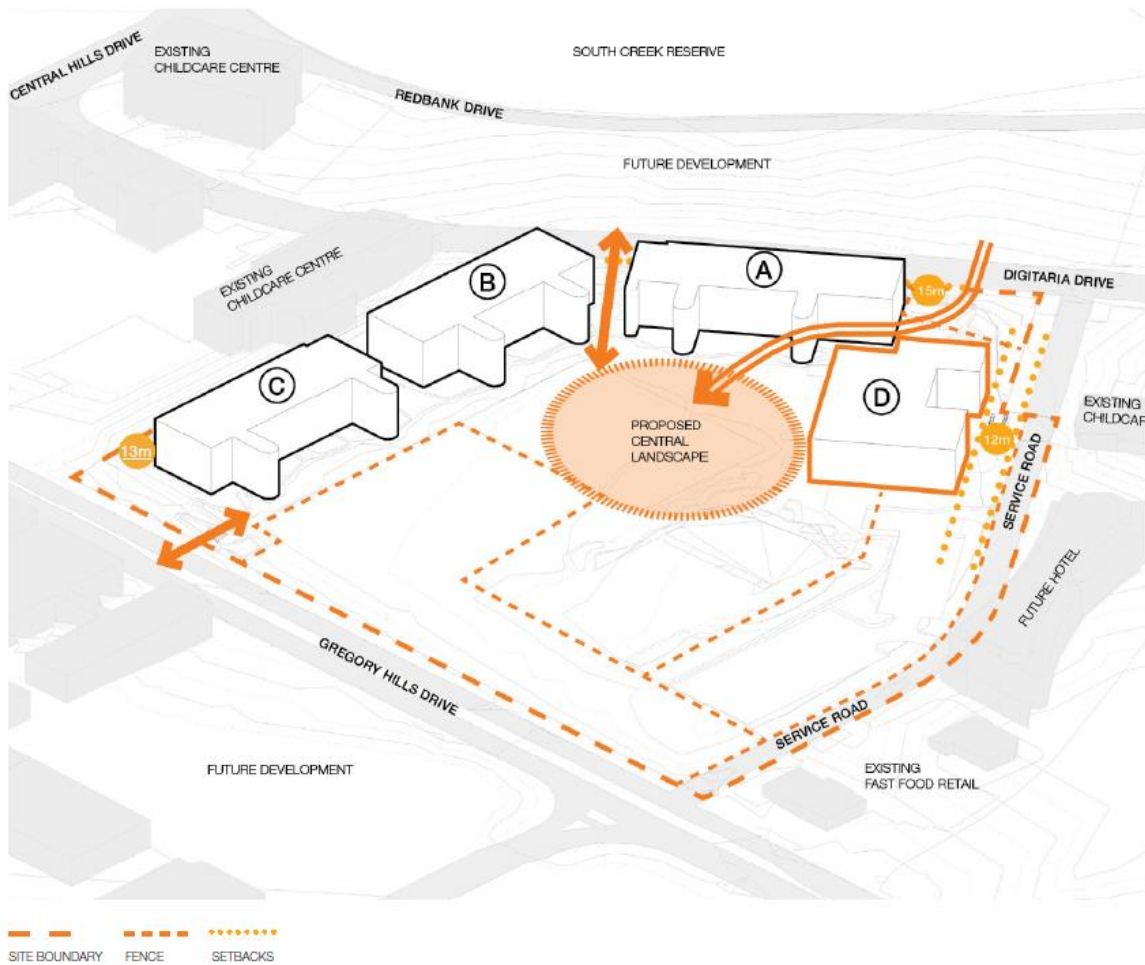 CENTRAL HILLS DRIVE
EXISTING
CHILDCARE CENTRE
SOUTH CREEK RESERVE
REDBANK DRIVE
FUTURE DEVELOPMENT
EXISTING
CHILDCARE CENTRE
B
A
15m
DIGITARIA DRIVE
C
D
EXISTING
CHILDCAR
PROPOSED
CENTRAL
LANDSCAPE
13m
12m
SERVICE ROAD
FUTURE HOTEL
GREGORY HILLS DRIVE
SERVICE ROAD
FUTURE DEVELOPMENT
EXISTING
FAST FOOD RETAIL
SITE BOUNDARY
FENCE
SETBACKS